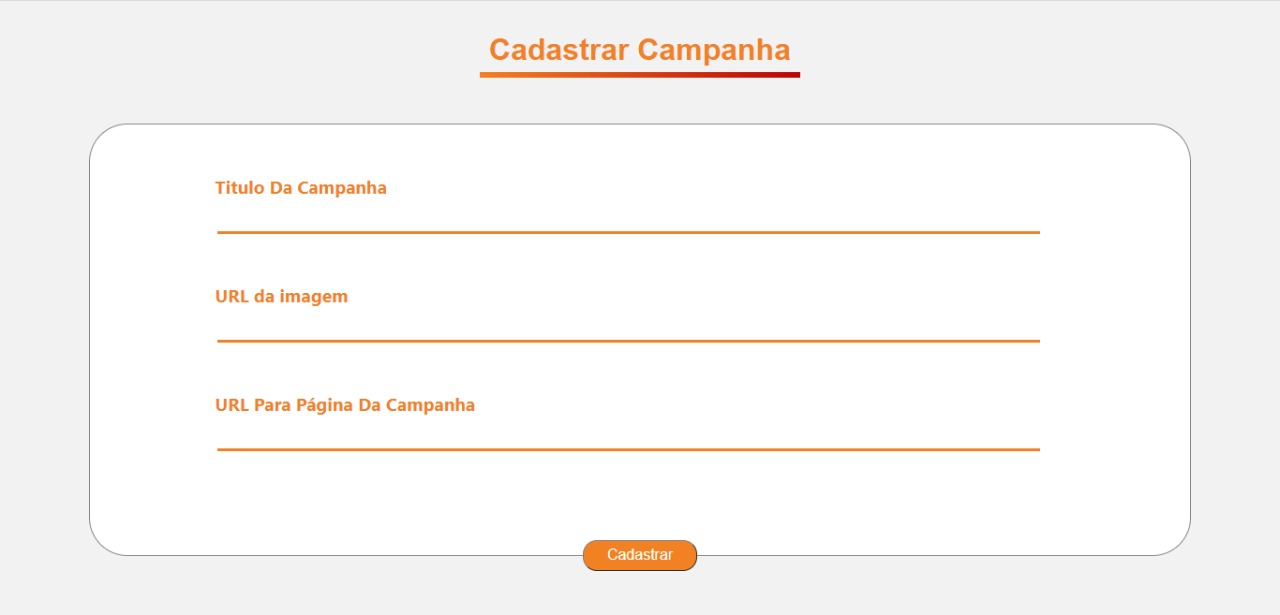 Cadastrar Campanha
Titulo Da Campanha
URL da imagem
URL Para Página Da Campanha
Cadastrar